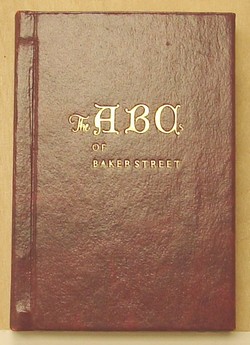 The ABC
OF
BAKER STREET